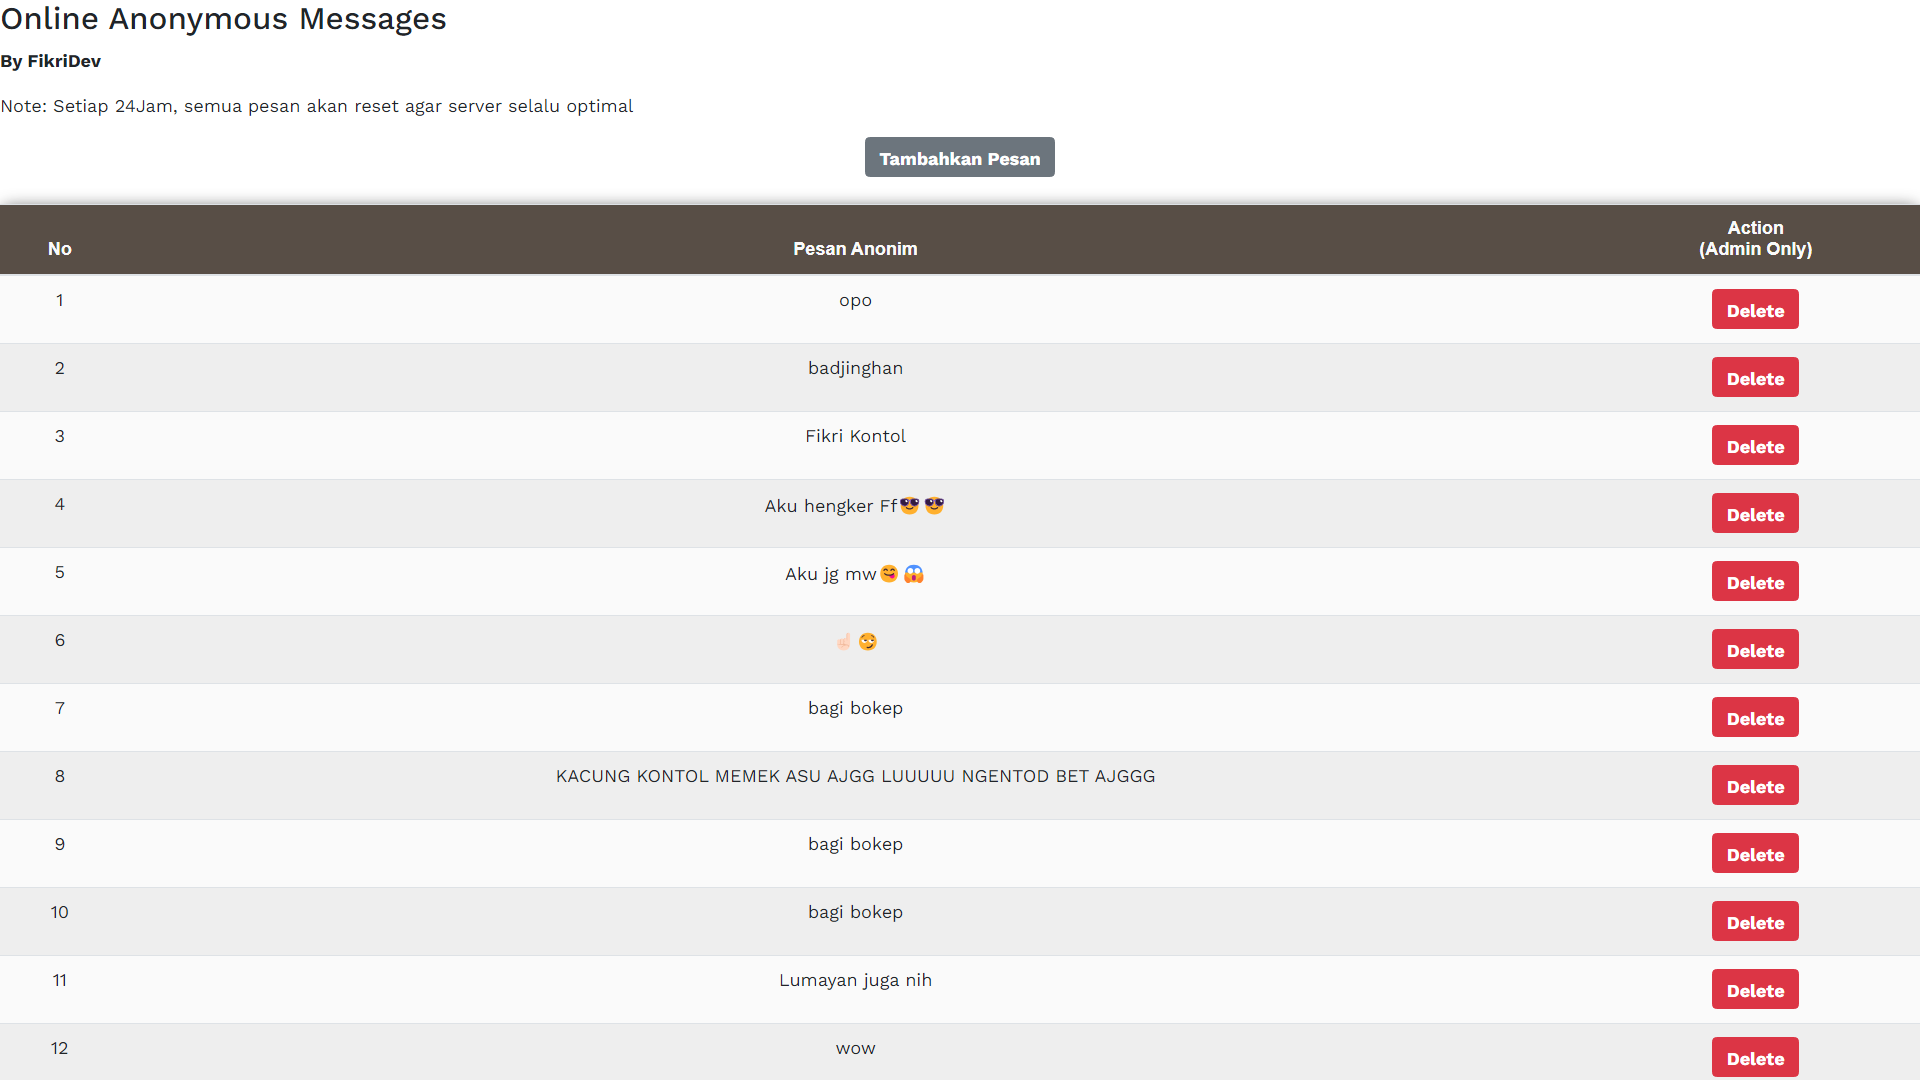 Online Anonymous Messages
By FikriDev
Note: Setiap 24Jam, semua pesan akan reset agar server selalu optimal
Tambahkan Pesan
No Pesan Anonim Action
(Admin Only)
1 opo Delete
2 badjinghan Delete
3 Fikri Kontol Delete
4 Aku hengker Ff😎😎 Delete
5 Aku jg mw😋😱 Delete
6 ☝🏻😏 Delete
7 bagi bokep Delete
8 KACUNG KONTOL MEMEK ASU AJGG LUUUUU NGENTOD BET AJGGG Delete
9 bagi bokep Delete
10 bagi bokep Delete
11 Lumayan juga nih Delete
12 wow Delete